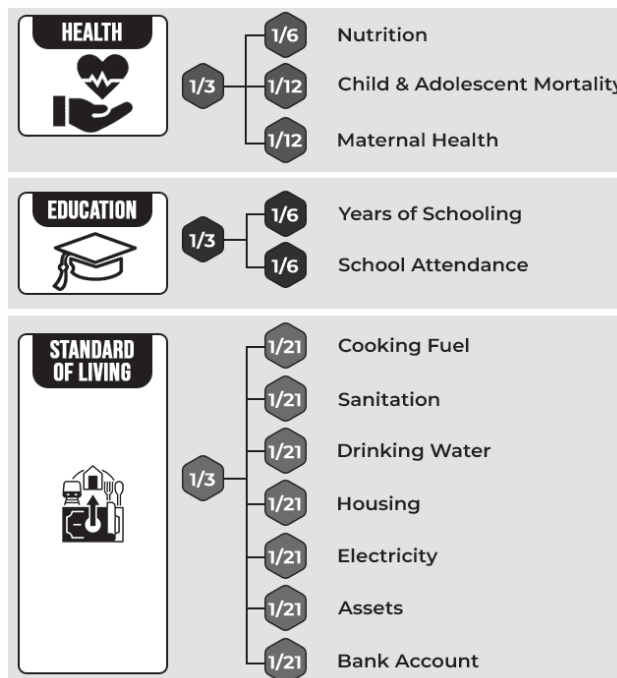 HEALTH
1/3
1/6 Nutrition
1/12 Child & Adolescent Mortality
1/12 Maternal Health
EDUCATION
1/3
1/6 Years of Schooling
1/6 School Attendance
STANDARD
OF LIVING
1/3
1/21 Cooking Fuel
1/21 Sanitation
1/21 Drinking Water
1/21 Housing
1/21 Electricity
1/21 Assets
1/21 Bank Account